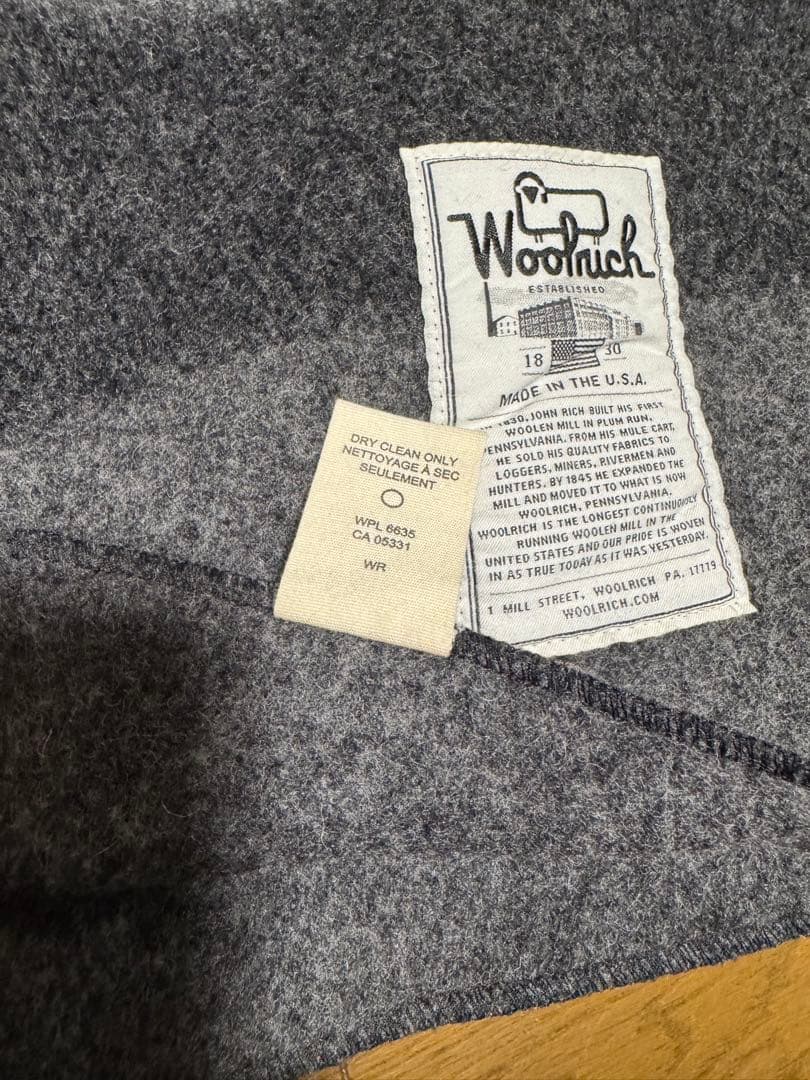 Woolrich
ESTABLISHED
18 30
MADE IN THE U.S.A.
1830, JOHN RICH BUILT HIS FIRST
WOOLEN MILL IN PLUM RUN,
PENNSYLVANIA. FROM HIS MULE CART,
HE SOLD HIS QUALITY FABRICS TO
LOGGERS, MINERS, RIVERMEN AND
HUNTERS. BY 1845 HE EXPANDED THE
MILL AND MOVED IT TO WHAT IS NOW
WOOLRICH, PENNSYLVANIA.
WOOLRICH IS THE LONGEST CONTINUOUSLY
RUNNING WOOLEN MILL IN THE
UNITED STATES AND OUR PRIDE IS WOVEN
IN AS TRUE TODAY AS IT WAS YESTERDAY.
1 MILL STREET, WOOLRICH PA. 17779
WOOLRICH.COM
DRY CLEAN ONLY
NETTOYAGE À SEC
SEULEMENT
WPL 6635
CA 05331
WR